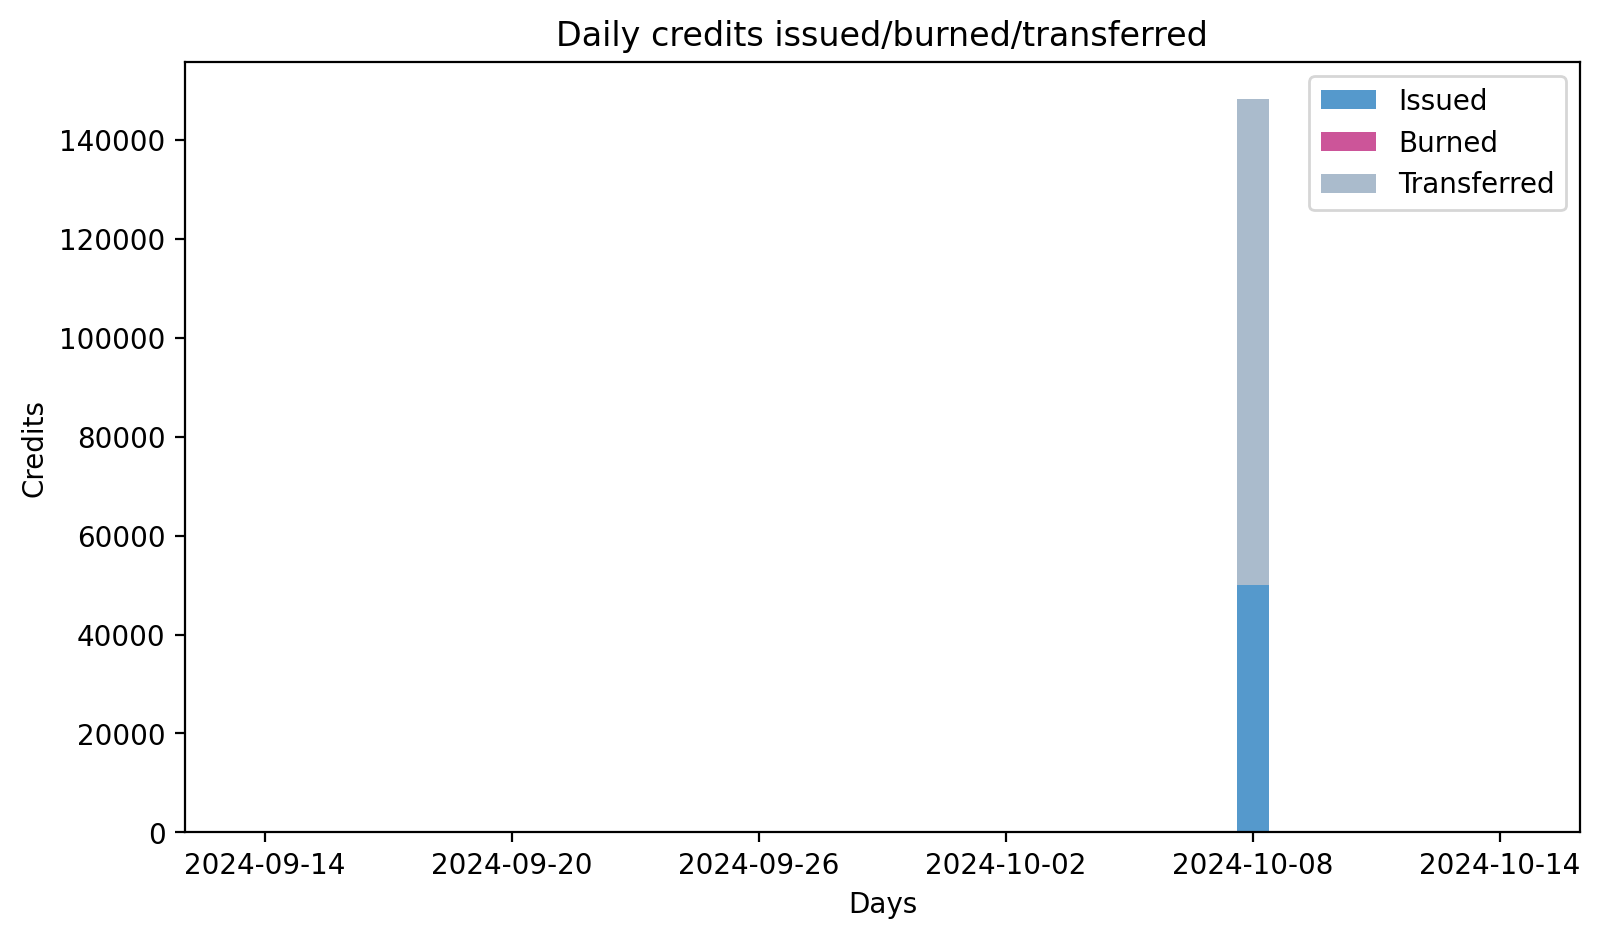 Daily credits issued/burned/transferred
Issued
Burned
Transferred
140000
120000
100000
80000
60000
40000
20000
0
Credits
2024-09-14
2024-09-20
2024-09-26
2024-10-02
2024-10-08
2024-10-14
Days